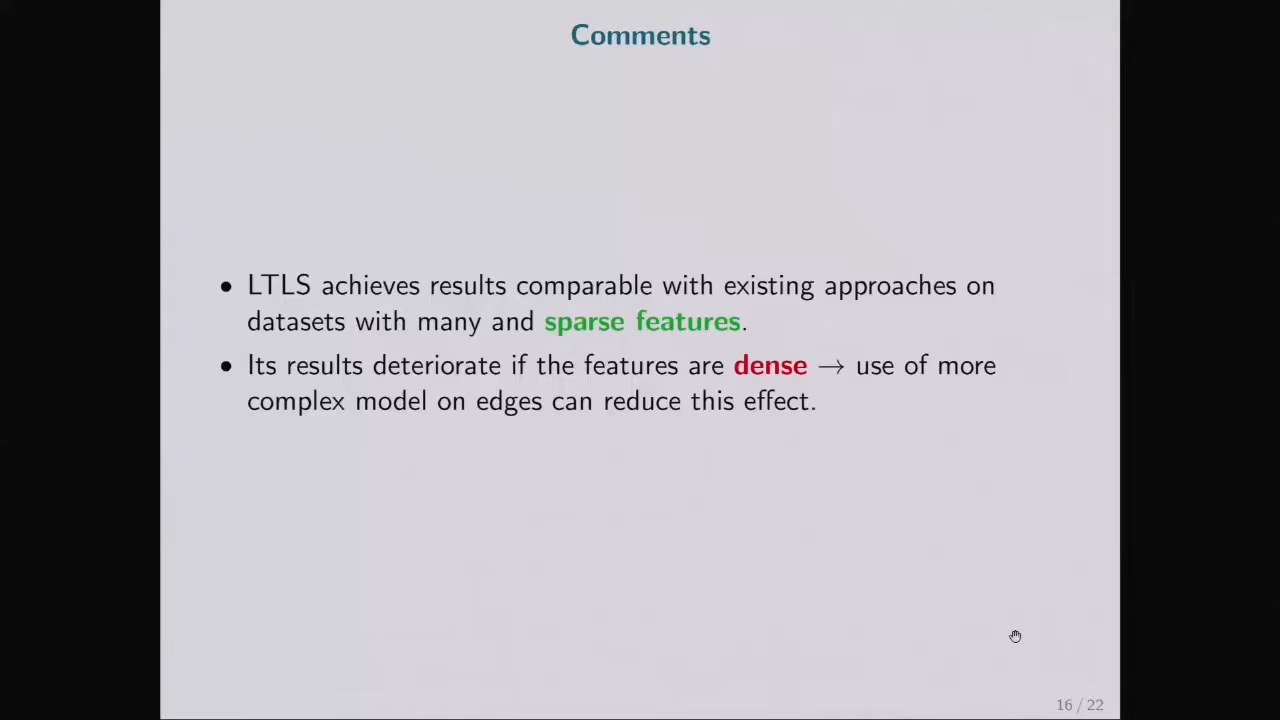 Comments
• LTLS achieves results comparable with existing approaches on
datasets with many and sparse features.
• Its results deteriorate if the features are dense → use of more
complex model on edges can reduce this effect.
16 / 22